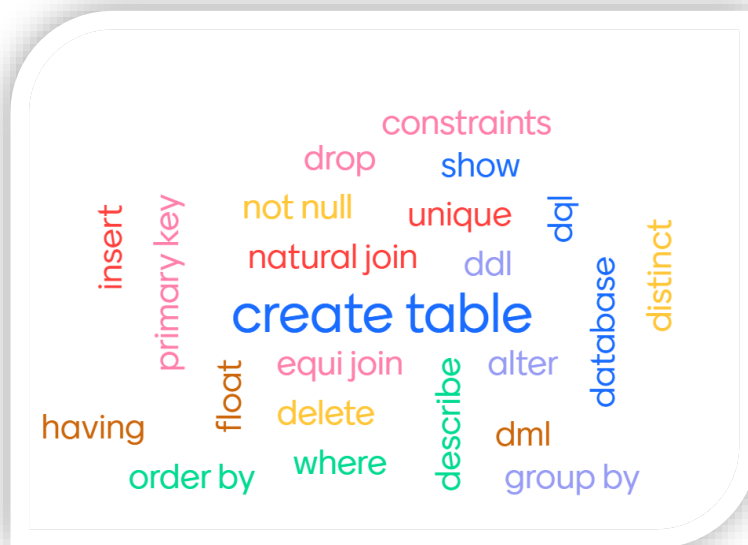 constraints
drop
show
not null
unique
dql
insert
primary key
distinct
natural join
ddl
database
create table
equi join
alter
float
describe
delete
having
dml
where
order by
group by